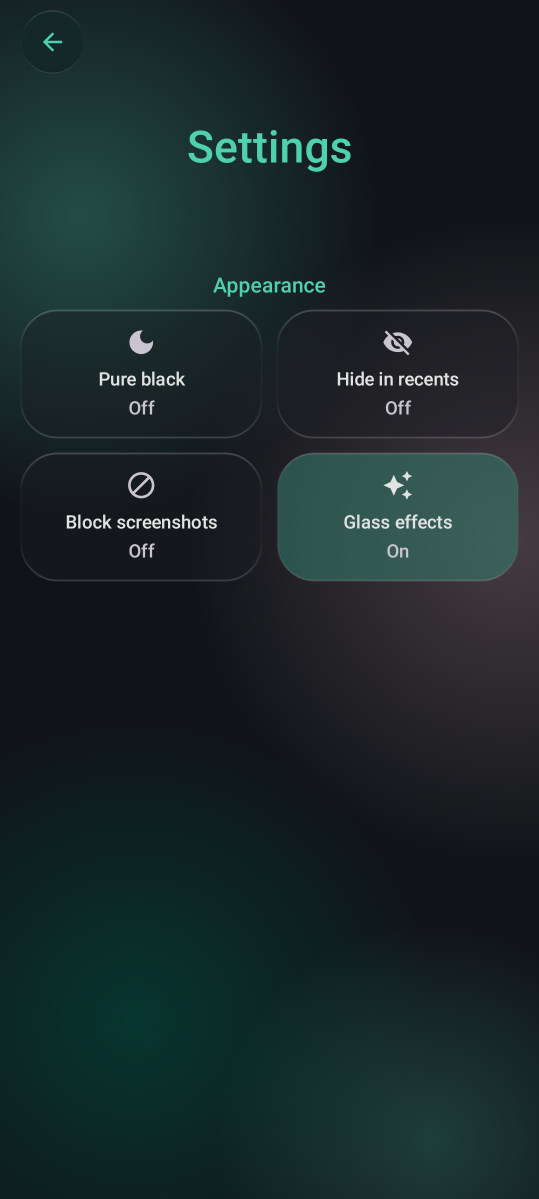 Settings
Appearance
Pure black
Off
Hide in recents
Off
Block screenshots
Off
Glass effects
On